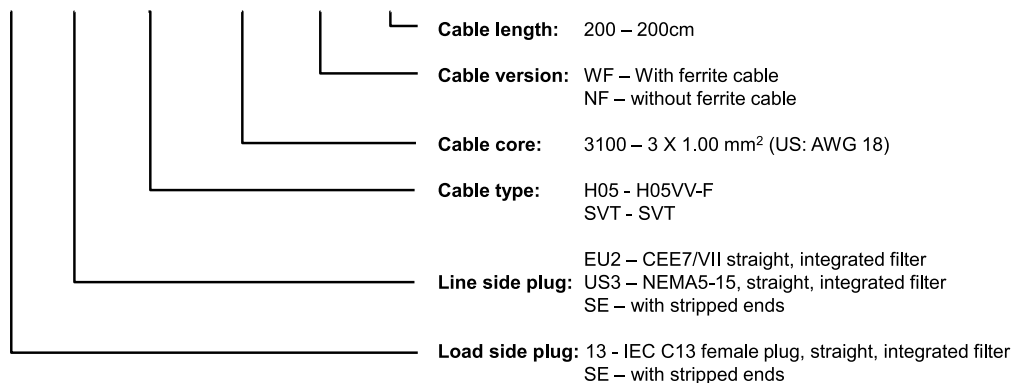 Cable length: 200 – 200cm
Cable version: WF – With ferrite cable
NF – without ferrite cable
Cable core: 3100 – 3 X 1.00 mm² (US: AWG 18)
Cable type: H05 - H05VV-F
SVT - SVT
EU2 – CEE7/VII straight, integrated filter
Line side plug: US3 – NEMA5-15, straight, integrated filter
SE – with stripped ends
Load side plug: 13 - IEC C13 female plug, straight, integrated filter
SE – with stripped ends